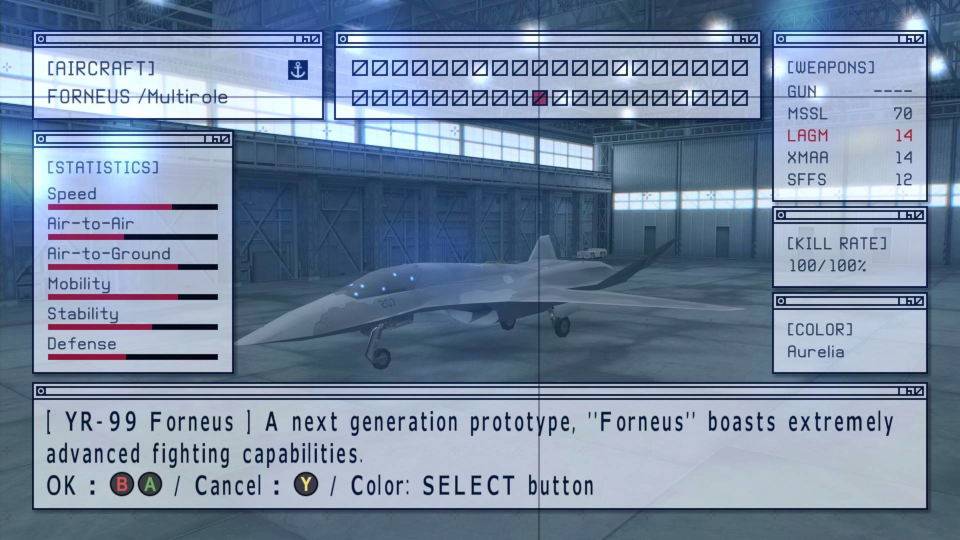 [AIRCRAFT]
FORNEUS /Multirole
[WEAPONS]
GUN ----
MSSL 70
LAGM 14
XMAA 14
SFFS 12
[STATISTICS]
Speed
Air-to-Air
Air-to-Ground
Mobility
Stability
Defense
[KILL RATE]
100/100%
[COLOR]
Aurelia
[ YR-99 Forneus ] A next generation prototype, "Forneus" boasts extremely
advanced fighting capabilities.
OK : B A / Cancel : Y / Color: SELECT button